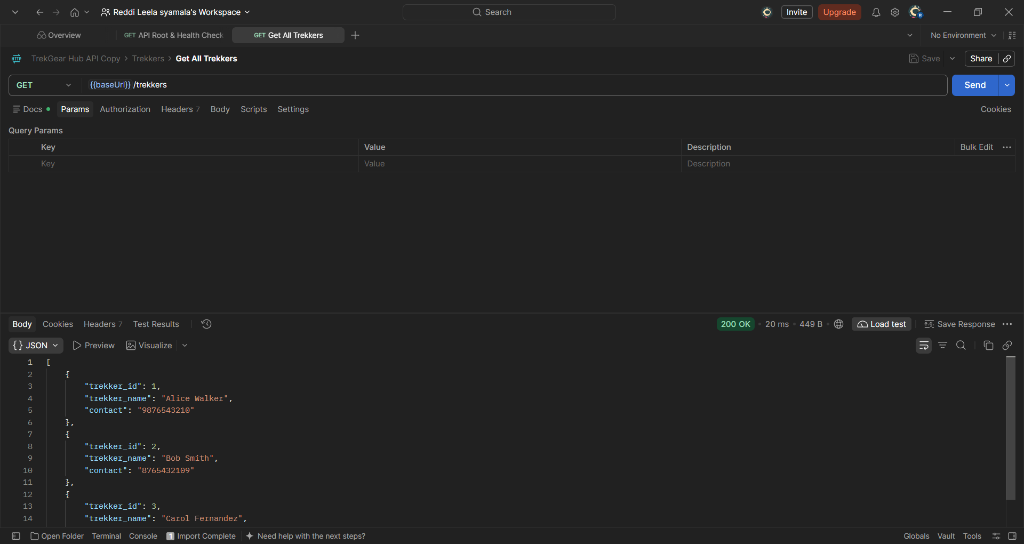 Reddi Leela syamala's Workspace
Search
Invite
Upgrade
Overview
GET API Root & Health Check
GET Get All Trekkers
No Environment
TrekGear Hub API Copy > Trekkers > Get All Trekkers
Save
Share
GET
{{baseUrl}} /trekkers
Send
Docs
Params
Authorization
Headers 7
Body
Scripts
Settings
Cookies
Query Params
Key Value Description Bulk Edit
Key Value Description
Body
Cookies
Headers 7
Test Results
200 OK
20 ms
449 B
Load test
Save Response
{} JSON
Preview
Visualize
1 [
2 {
3 "trekker_id": 1,
4 "trekker_name": "Alice Walker",
5 "contact": "9876543210"
6 },
7 {
8 "trekker_id": 2,
9 "trekker_name": "Bob Smith",
10 "contact": "8765432109"
11 },
12 {
13 "trekker_id": 3,
14 "trekker_name": "Carol Fernandez",
Open Folder
Terminal
Console
Import Complete
Need help with the next steps?
Globals
Vault
Tools